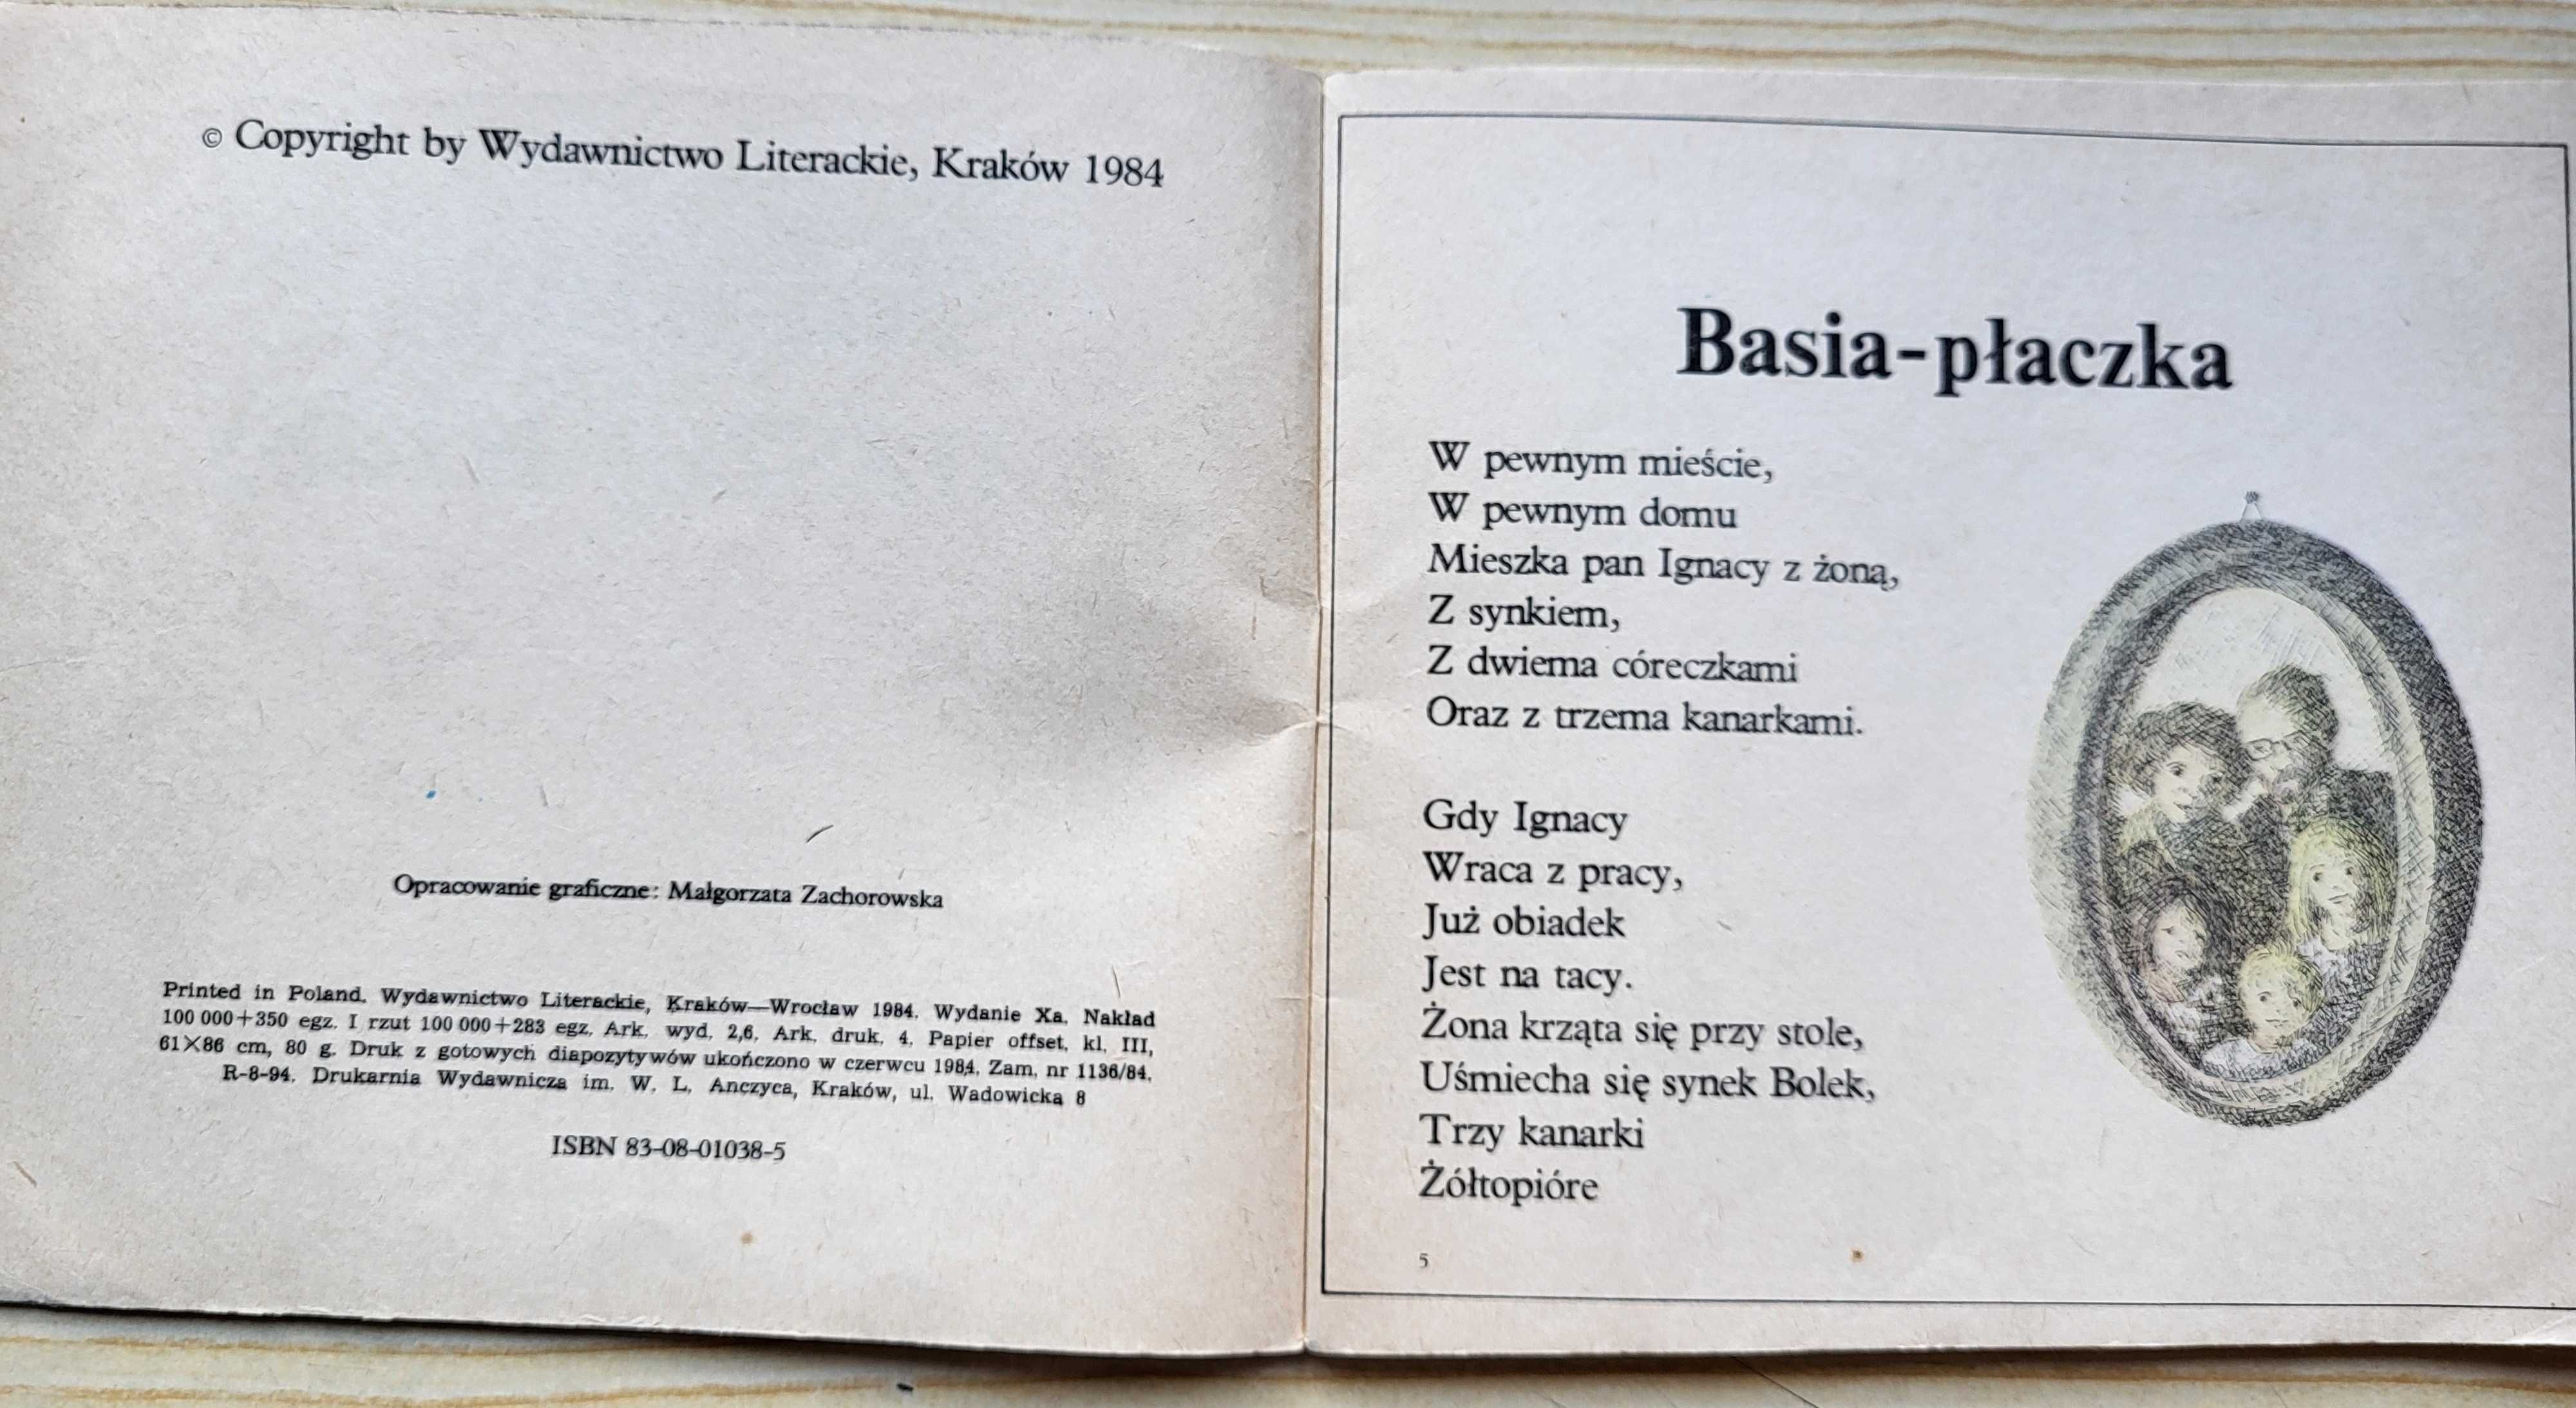 © Copyright by Wydawnictwo Literackie, Kraków 1984
Opracowanie graficzne: Małgorzata Zachorowska
Printed in Poland. Wydawnictwo Literackie, Kraków—Wrocław 1984. Wydanie Xa. Nakład
100 000+350 egz. I rzut 100 000+283 egz. Ark. wyd. 2,6. Ark. druk. 4. Papier offset. kl. III,
61×86 cm, 80 g. Druk z gotowych diapozytywów ukończono w czerwcu 1984. Zam. nr 1136/84.
R-8-94. Drukarnia Wydawnicza im. W. L. Anczyca, Kraków, ul. Wadowicka 8
ISBN 83-08-01038-5
Basia-płaczka
W pewnym mieście,
W pewnym domu
Mieszka pan Ignacy z żoną,
Z synkiem,
Z dwiema córeczkami
Oraz z trzema kanarkami.
Gdy Ignacy
Wraca z pracy,
Już obiadek
Jest na tacy.
Żona krząta się przy stole,
Uśmiecha się synek Bolek,
Trzy kanarki
Żółtopióre
5